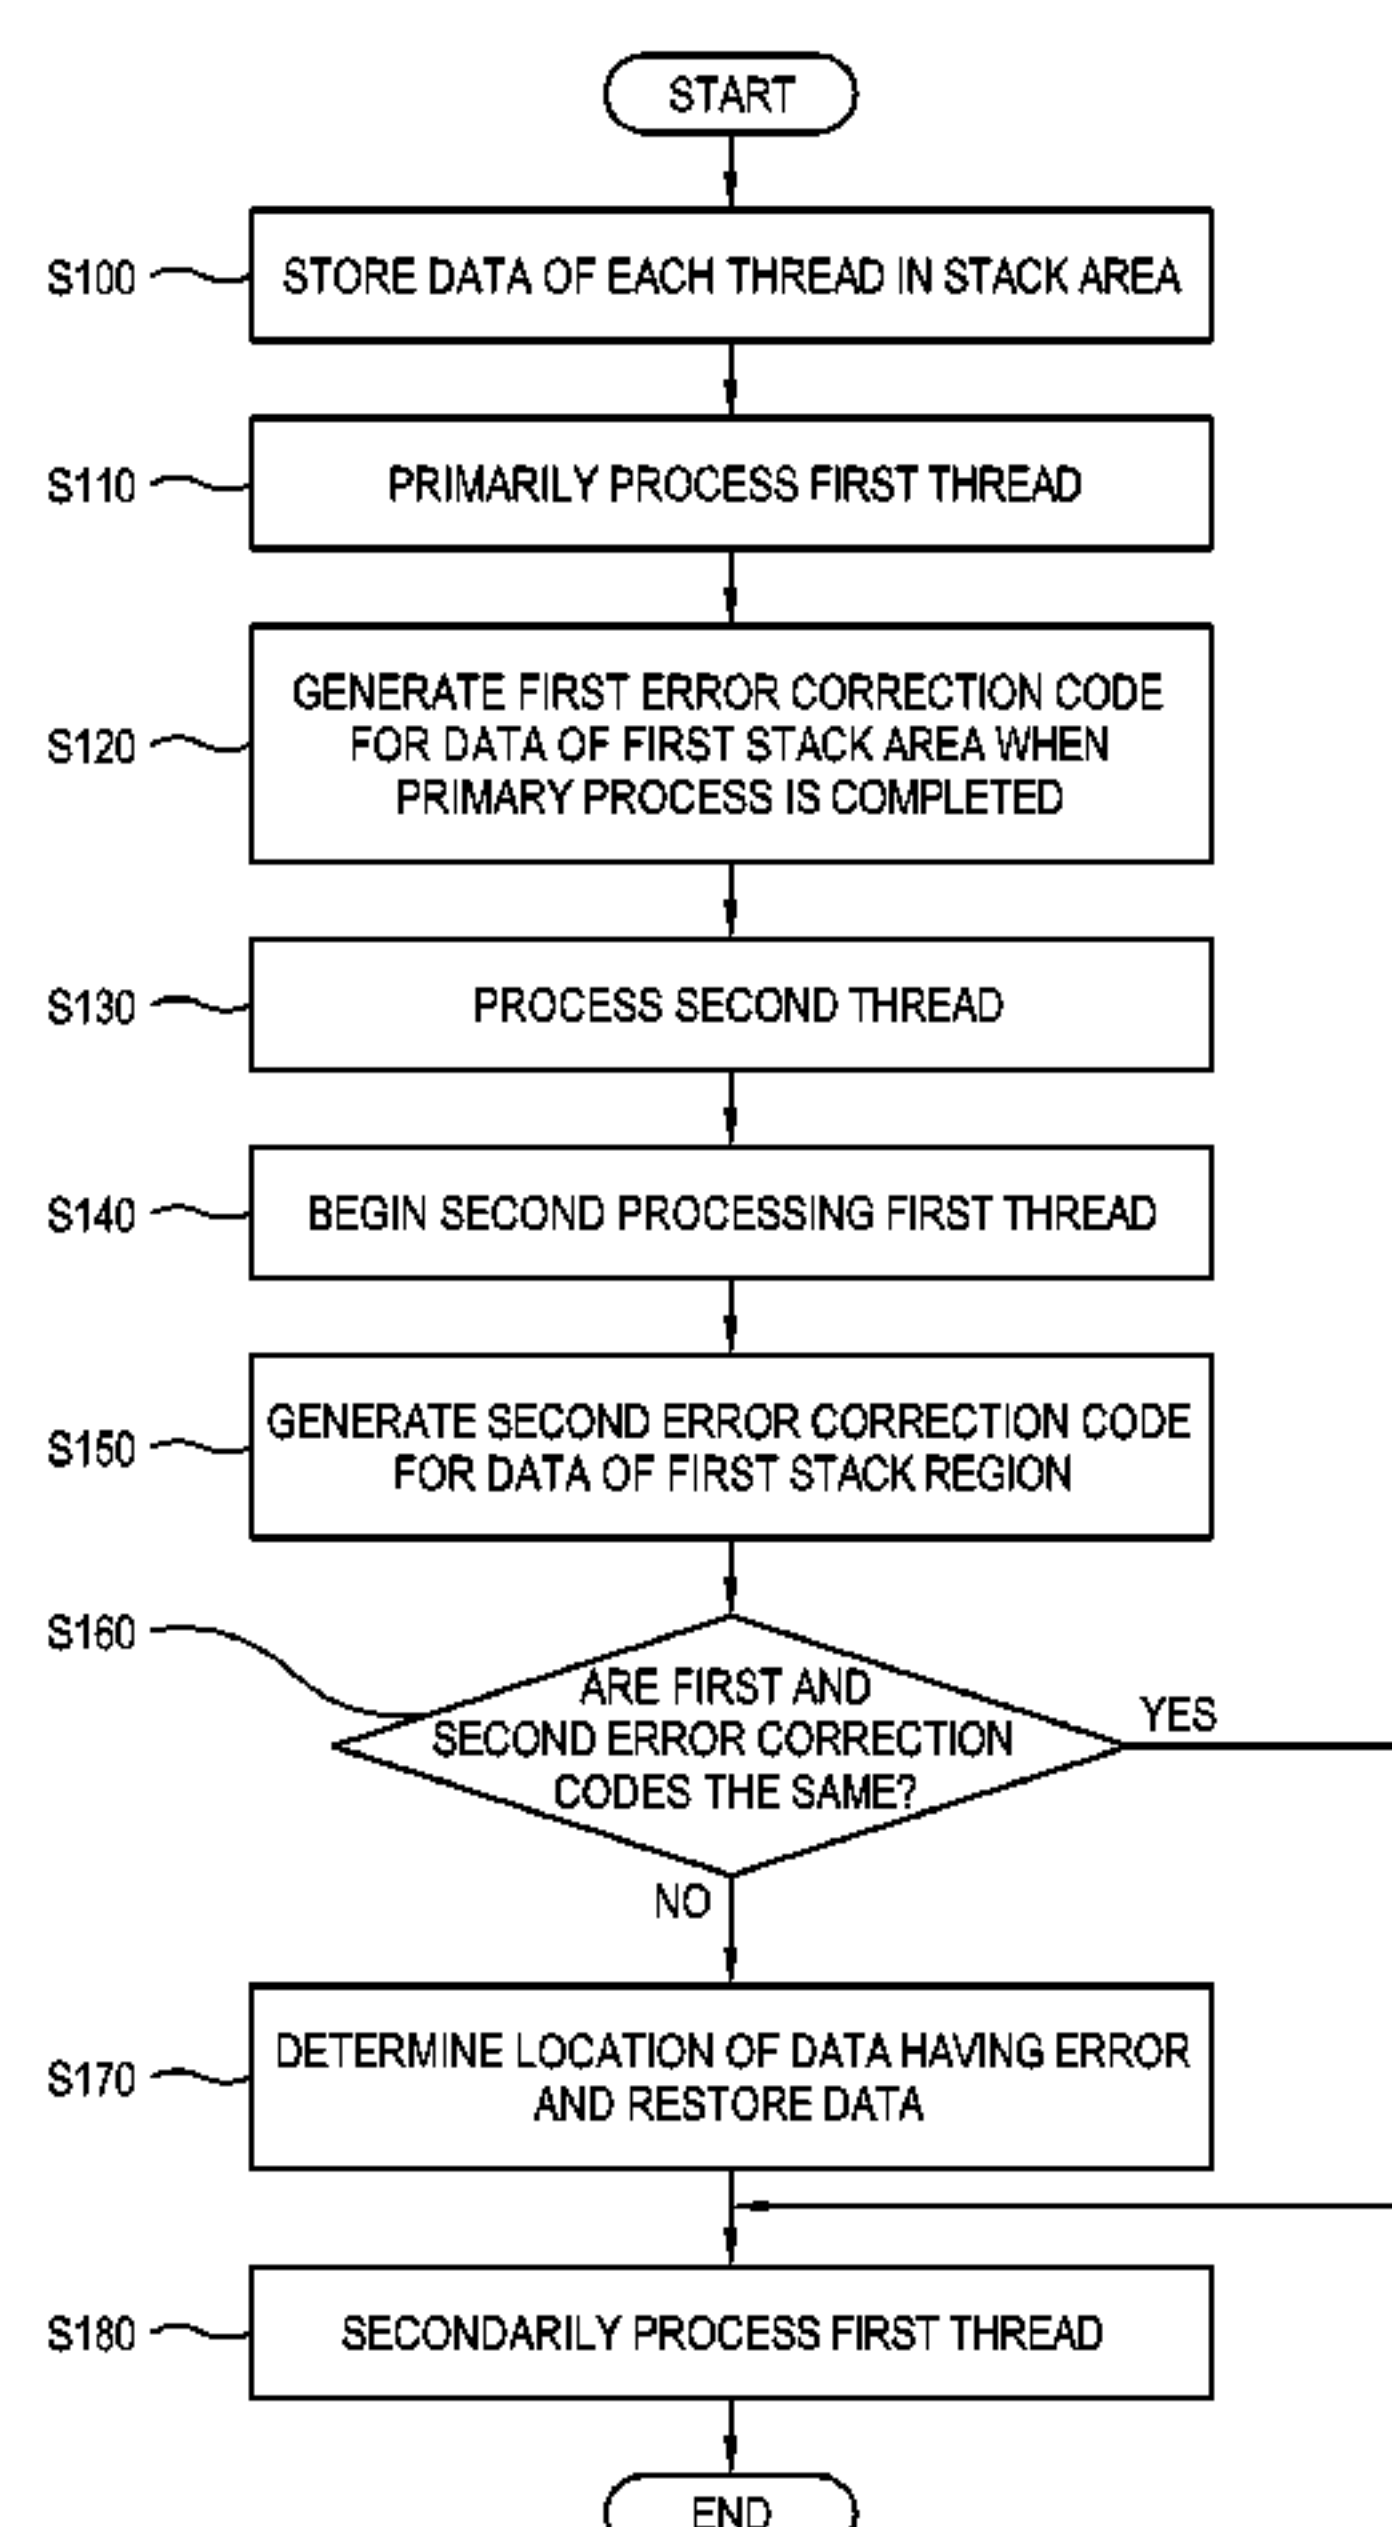 START
S100
STORE DATA OF EACH THREAD IN STACK AREA
S110
PRIMARILY PROCESS FIRST THREAD
S120
GENERATE FIRST ERROR CORRECTION CODE
FOR DATA OF FIRST STACK AREA WHEN
PRIMARY PROCESS IS COMPLETED
S130
PROCESS SECOND THREAD
S140
BEGIN SECOND PROCESSING FIRST THREAD
S150
GENERATE SECOND ERROR CORRECTION CODE
FOR DATA OF FIRST STACK REGION
S160
ARE FIRST AND
SECOND ERROR CORRECTION
CODES THE SAME?
YES
NO
S170
DETERMINE LOCATION OF DATA HAVING ERROR
AND RESTORE DATA
S180
SECONDARILY PROCESS FIRST THREAD
END